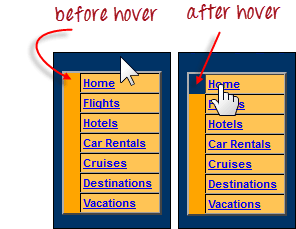 before hover
after hover
Home
Flights
Hotels
Car Rentals
Cruises
Destinations
Vacations
Home
Flights
Hotels
Car Rentals
Cruises
Destinations
Vacations